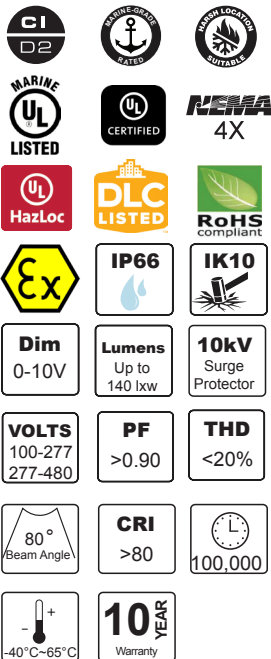 CI
D2
MARINE-GRADE
RATED
HARSH LOCATION
SUITABLE
MARINE
UL
LISTED
UL
CERTIFIED
NEMA
4X
UL
HazLoc
DLC
LISTED
™
RoHS
compliant
Ex
IP66
IK10
Dim
0-10V
Lumens
Up to
140 lxw
10kV
Surge
Protector
VOLTS
100-277
277-480
PF
>0.90
THD
<20%
80°
Beam Angle
CRI
>80
100,000
+
-
-40°C~65°C
10 YEAR
Warranty